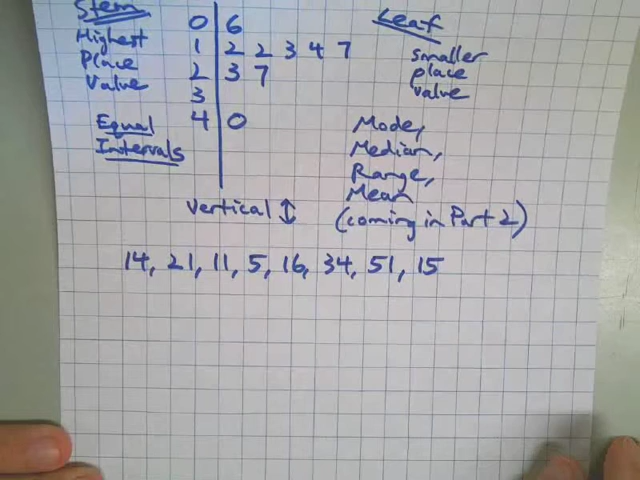 Stem
Highest
Place
Value
Equal
Intervals
0 | 6
1 | 2 2 3 4 7
2 | 3 7
3 |
4 | 0
Leaf
smaller
place
value
Mode,
Median,
Range,
Mean
(coming in Part 2)
Vertical ↕
14, 21, 11, 5, 16, 34, 51, 15